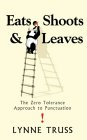 Eats, Shoots
& Leaves
The Zero Tolerance
Approach to Punctuation
!
LYNNE TRUSS